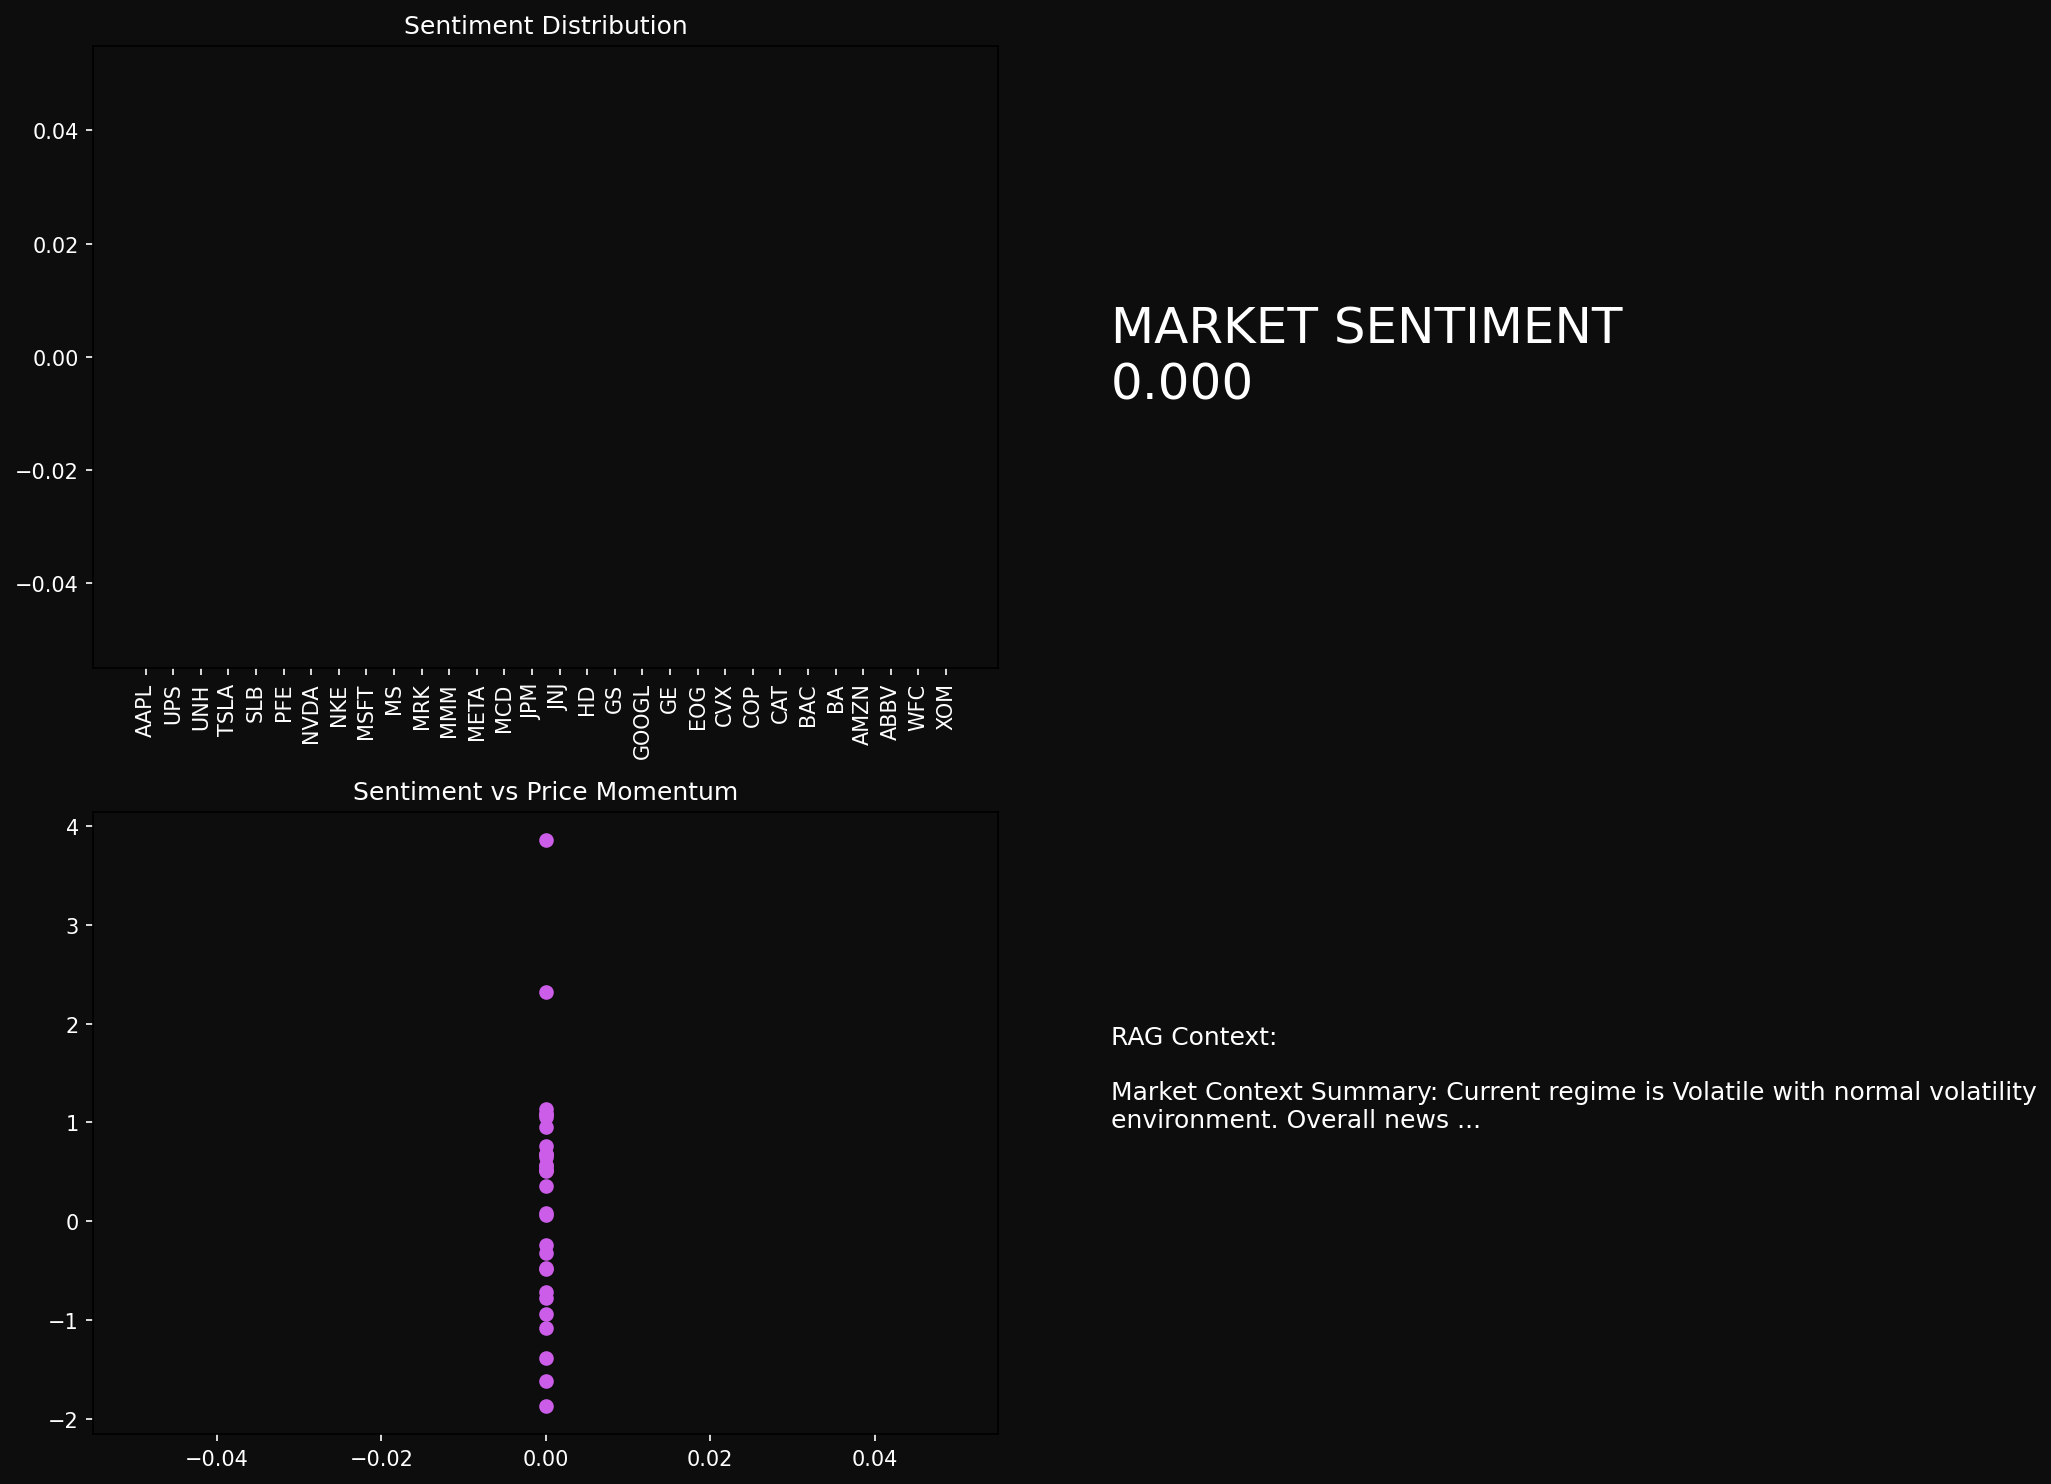 Sentiment Distribution
0.04
0.02
0.00
−0.02
−0.04
AAPL
UPS
UNH
TSLA
SLB
PFE
NVDA
NKE
MSFT
MS
MRK
MMM
META
MCD
JPM
JNJ
HD
GS
GOOGL
GE
EOG
CVX
COP
CAT
BAC
BA
AMZN
ABBV
WFC
XOM
MARKET SENTIMENT
0.000
Sentiment vs Price Momentum
4
3
2
1
0
−1
−2
−0.04
−0.02
0.00
0.02
0.04
RAG Context:
Market Context Summary: Current regime is Volatile with normal volatility
environment. Overall news ...